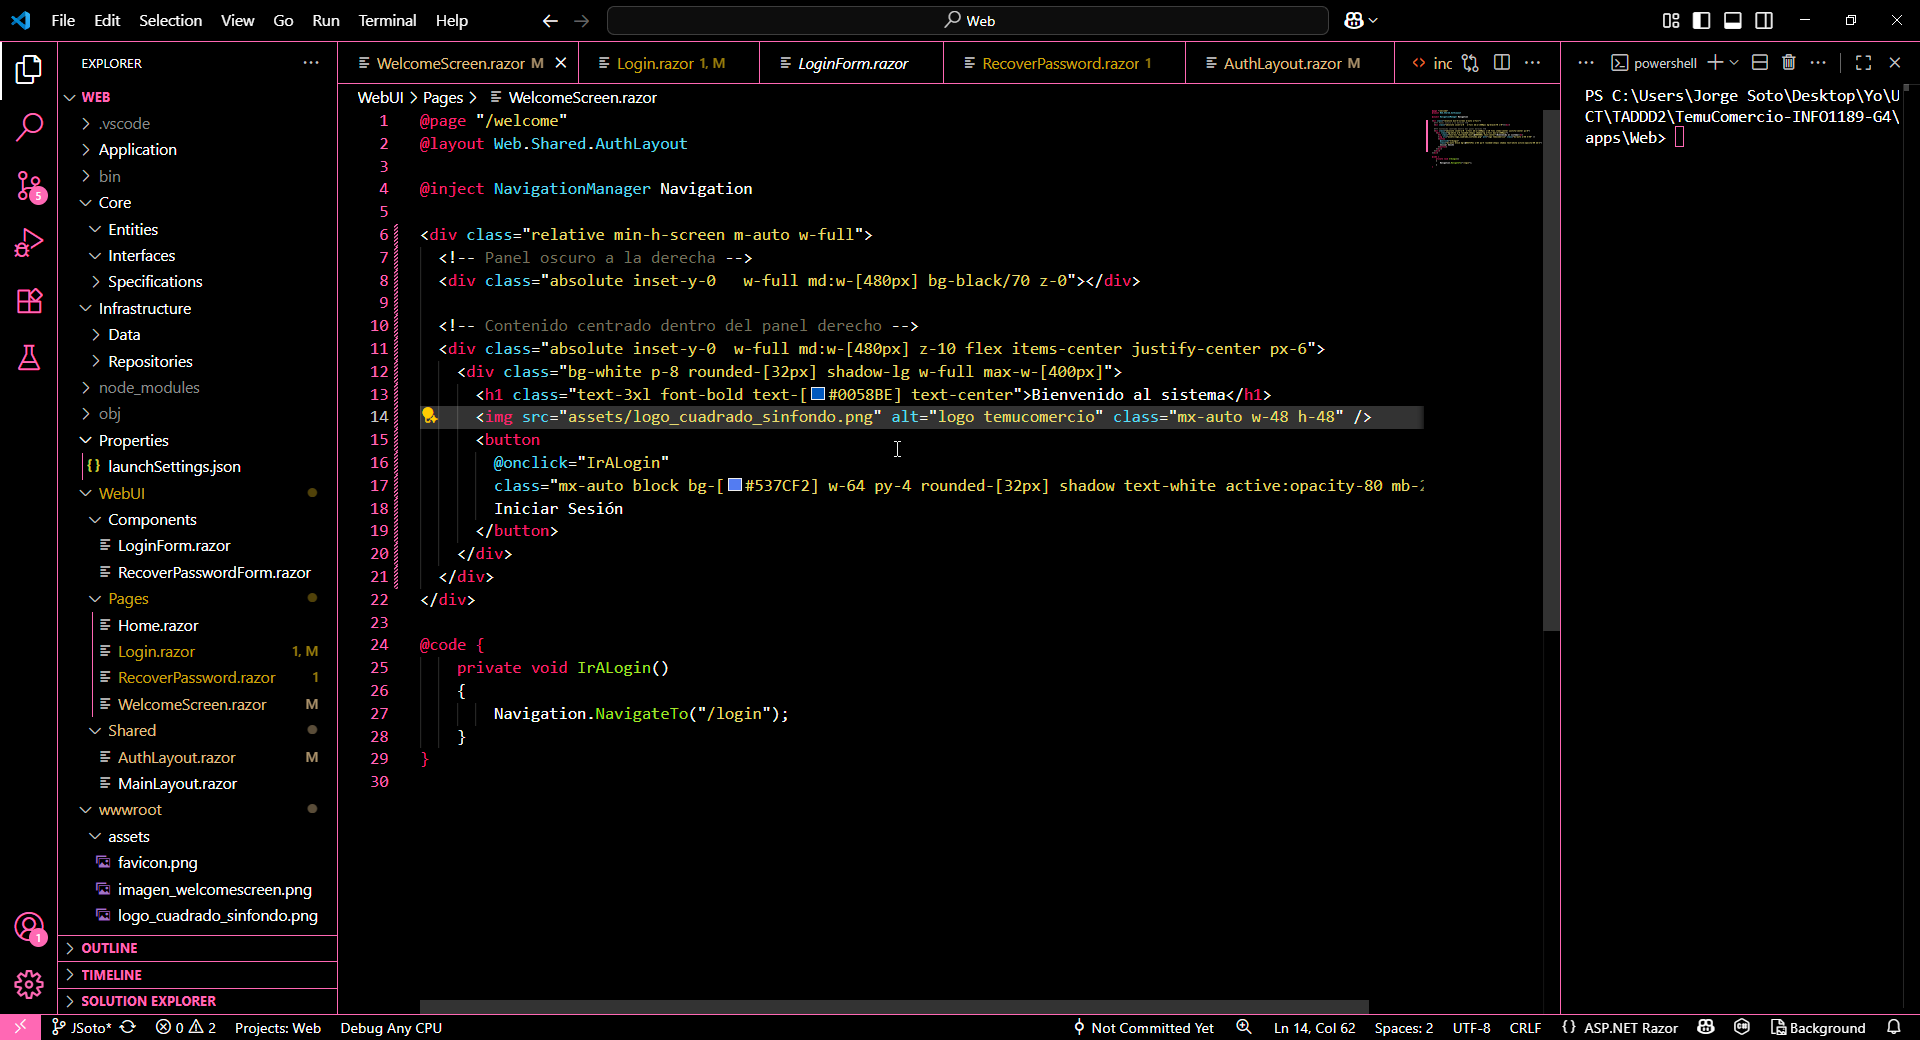 File Edit Selection View Go Run Terminal Help
Web
EXPLORER
WEB
.vscode
Application
bin
Core
Entities
Interfaces
Specifications
Infrastructure
Data
Repositories
node_modules
obj
Properties
{} launchSettings.json
WebUI
Components
LoginForm.razor
RecoverPasswordForm.razor
Pages
Home.razor
Login.razor 1, M
RecoverPassword.razor 1
WelcomeScreen.razor M
Shared
AuthLayout.razor M
MainLayout.razor
wwwroot
assets
favicon.png
imagen_welcomescreen.png
logo_cuadrado_sinfondo.png
OUTLINE
TIMELINE
SOLUTION EXPLORER
5
1
WelcomeScreen.razor M Login.razor 1, M LoginForm.razor RecoverPassword.razor 1 AuthLayout.razor M <> inc
WebUI > Pages > WelcomeScreen.razor
1 @page "/welcome"
2 @layout Web.Shared.AuthLayout
3
4 @inject NavigationManager Navigation
5
6 <div class="relative min-h-screen m-auto w-full">
7 <!-- Panel oscuro a la derecha -->
8 <div class="absolute inset-y-0   w-full md:w-[480px] bg-black/70 z-0"></div>
9
10 <!-- Contenido centrado dentro del panel derecho -->
11 <div class="absolute inset-y-0  w-full md:w-[480px] z-10 flex items-center justify-center px-6">
12 <div class="bg-white p-8 rounded-[32px] shadow-lg w-full max-w-[400px]">
13 <h1 class="text-3xl font-bold text-[#0058BE] text-center">Bienvenido al sistema</h1>
14 <img src="assets/logo_cuadrado_sinfondo.png" alt="logo temucomercio" class="mx-auto w-48 h-48" />
15 <button
16 @onclick="IrALogin"
17 class="mx-auto block bg-[#537CF2] w-64 py-4 rounded-[32px] shadow text-white active:opacity-80 mb-2
18 Iniciar Sesión
19 </button>
20 </div>
21 </div>
22 </div>
23
24 @code {
25 private void IrALogin()
26 {
27 Navigation.NavigateTo("/login");
28 }
29 }
30
powershell
PS C:\Users\Jorge Soto\Desktop\Yo\U
CT\TADDD2\TemuComercio-INFO1189-G4\
apps\Web>
JSoto* 0 2 Projects: Web Debug Any CPU Not Committed Yet Ln 14, Col 62 Spaces: 2 UTF-8 CRLF {} ASP.NET Razor Background